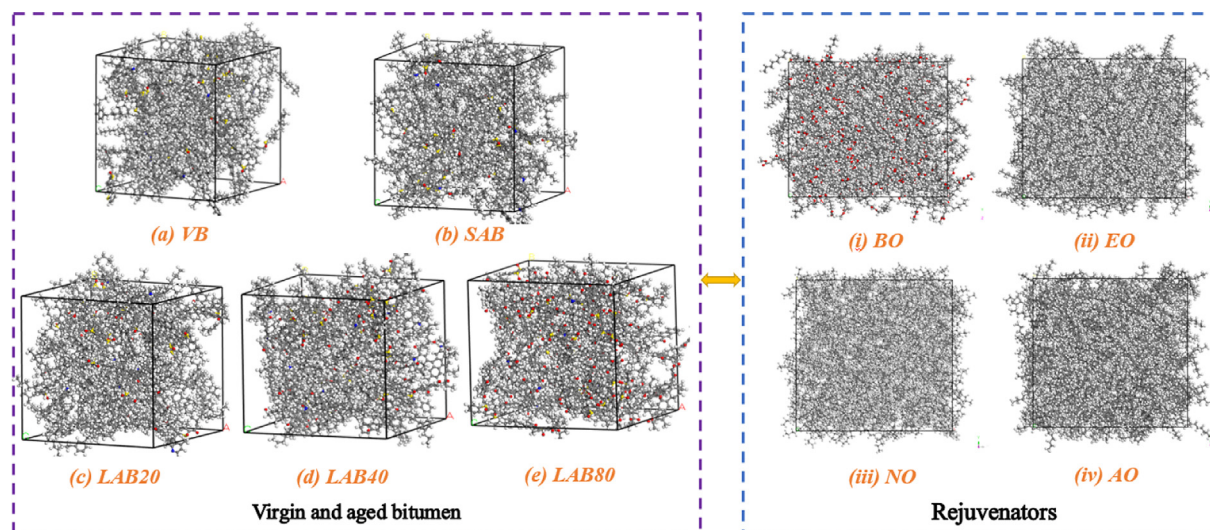 (a) VB
(b) SAB
(i) BO
(ii) EO
(c) LAB20
(d) LAB40
(e) LAB80
(iii) NO
(iv) AO
Virgin and aged bitumen
Rejuvenators